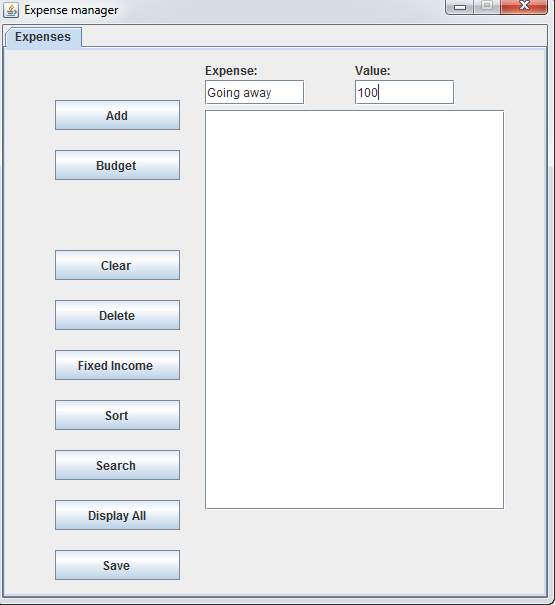 Expense manager
Expenses
Expense: Value:
Going away 100
Add
Budget
Clear
Delete
Fixed Income
Sort
Search
Display All
Save